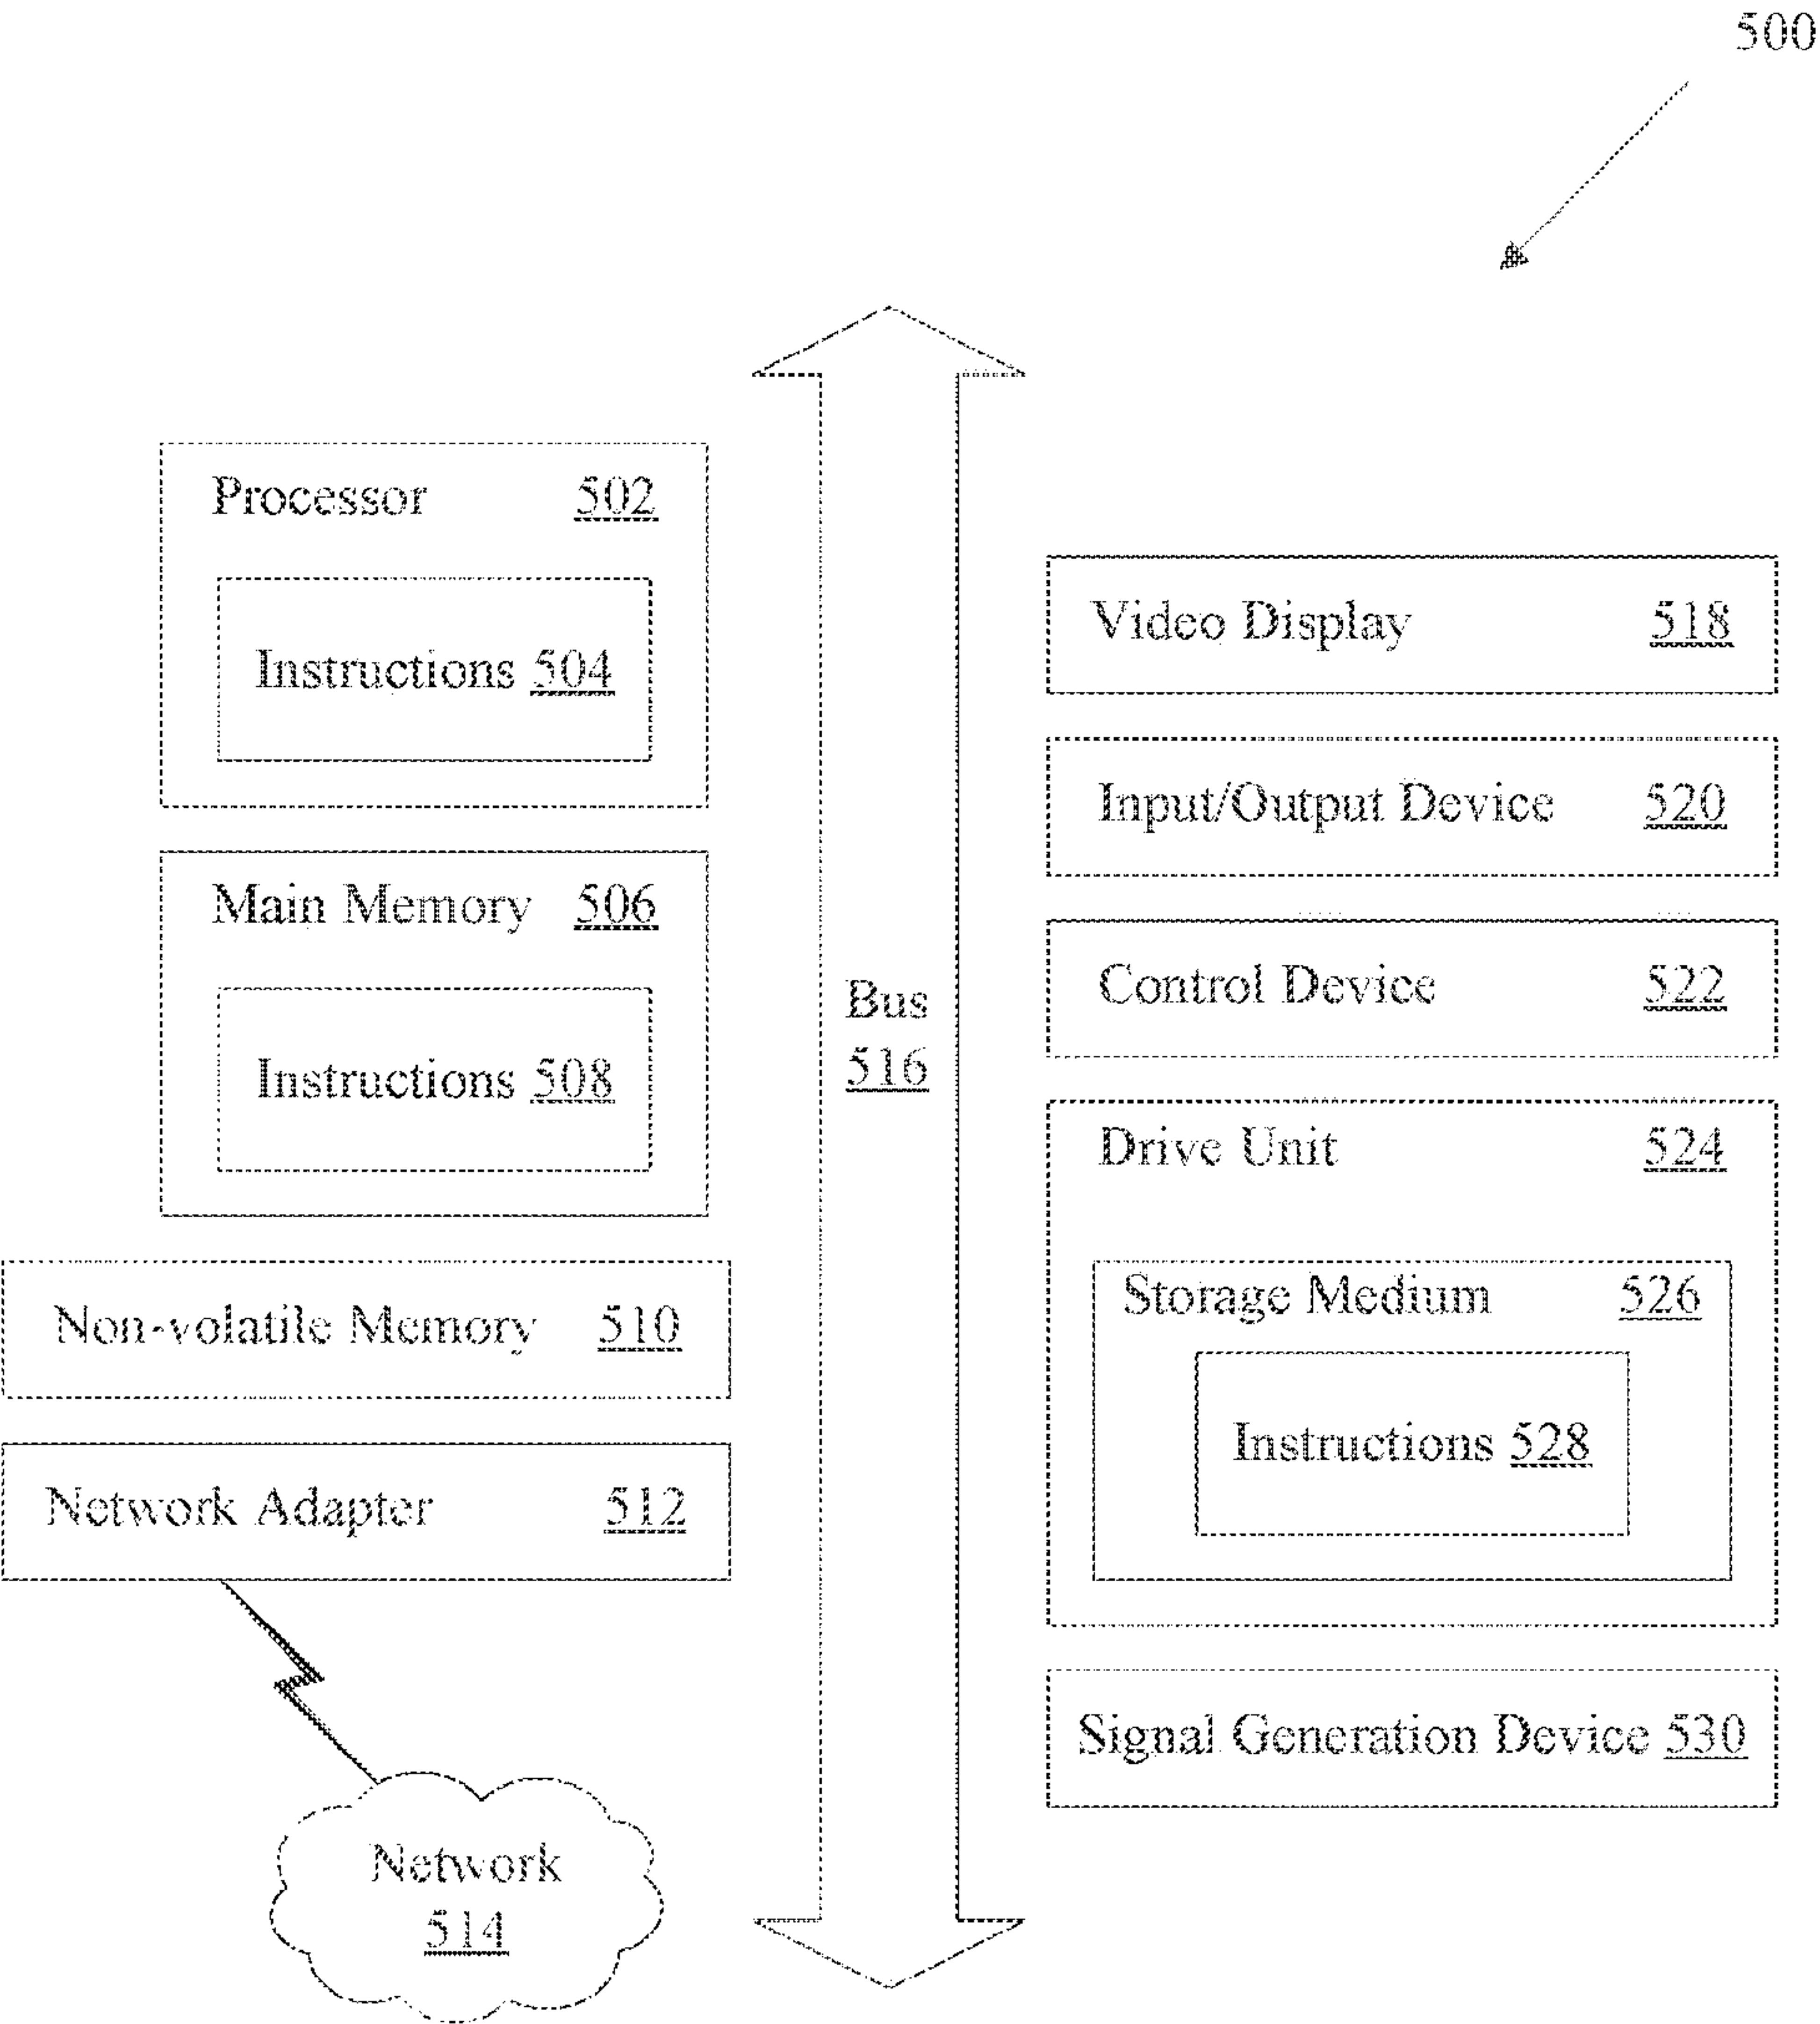 500
Processor 502
Instructions 504
Main Memory 506
Instructions 508
Non-volatile Memory 510
Network Adapter 512
Network
514
Bus
516
Video Display 518
Input/Output Device 520
Control Device 522
Drive Unit 524
Storage Medium 526
Instructions 528
Signal Generation Device 530